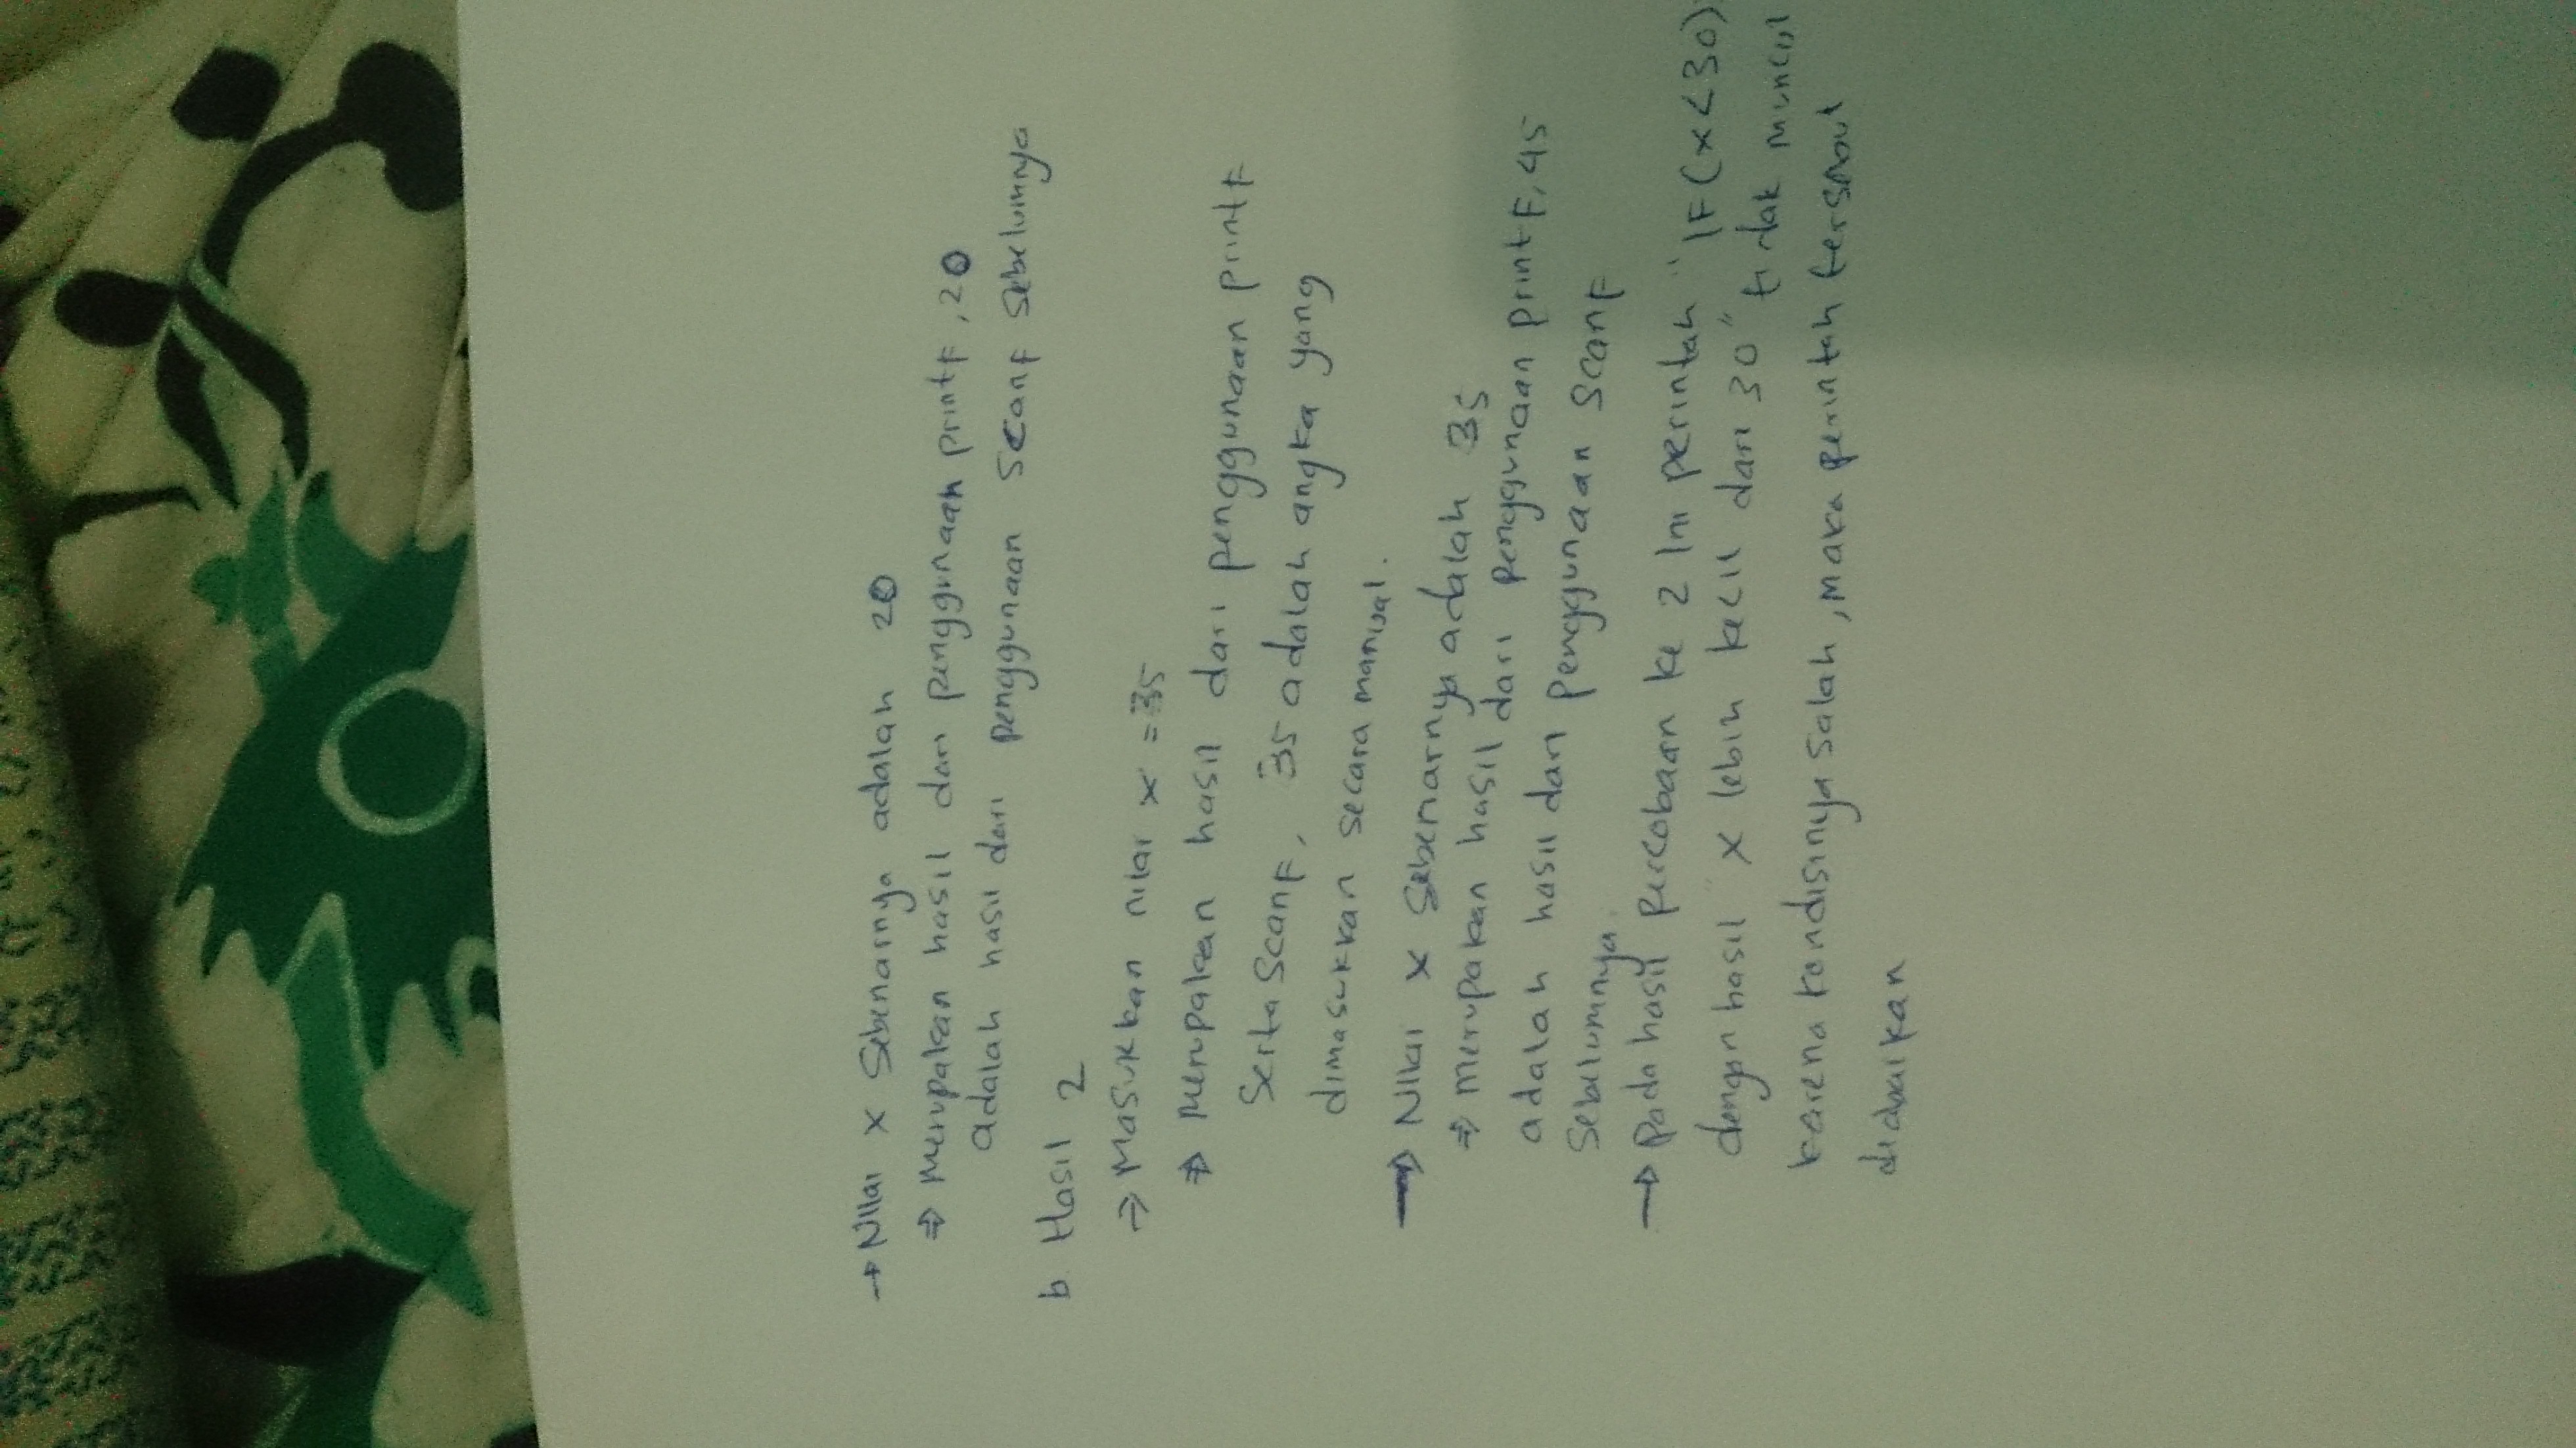 → Nilai x Sebenarnya adalah 20
⇒ Merupakan hasil dari penggunaan printf, 20
adalah hasil dari penggunaan Scanf Sebelumnya
b. Hasil 2
⇒ Masukkan nilai x = 35
⇒ Merupakan hasil dari penggunaan printf
Serta Scanf, 35 adalah angka yang
dimasukkan secara manual.
→ Nilai x Sebenarnya adalah 35
⇒ merupakan hasil dari penggunaan printf, 45
adalah hasil dari penggunaan Scanf
Sebelumnya.
→ Pada hasil Percobaan ke 2 Ini perintah "IF (x<30)
dengan hasil x lebih kecil dari 30" tidak muncul
karena kondisinya Salah, maka perintah tersebut
diabaikan